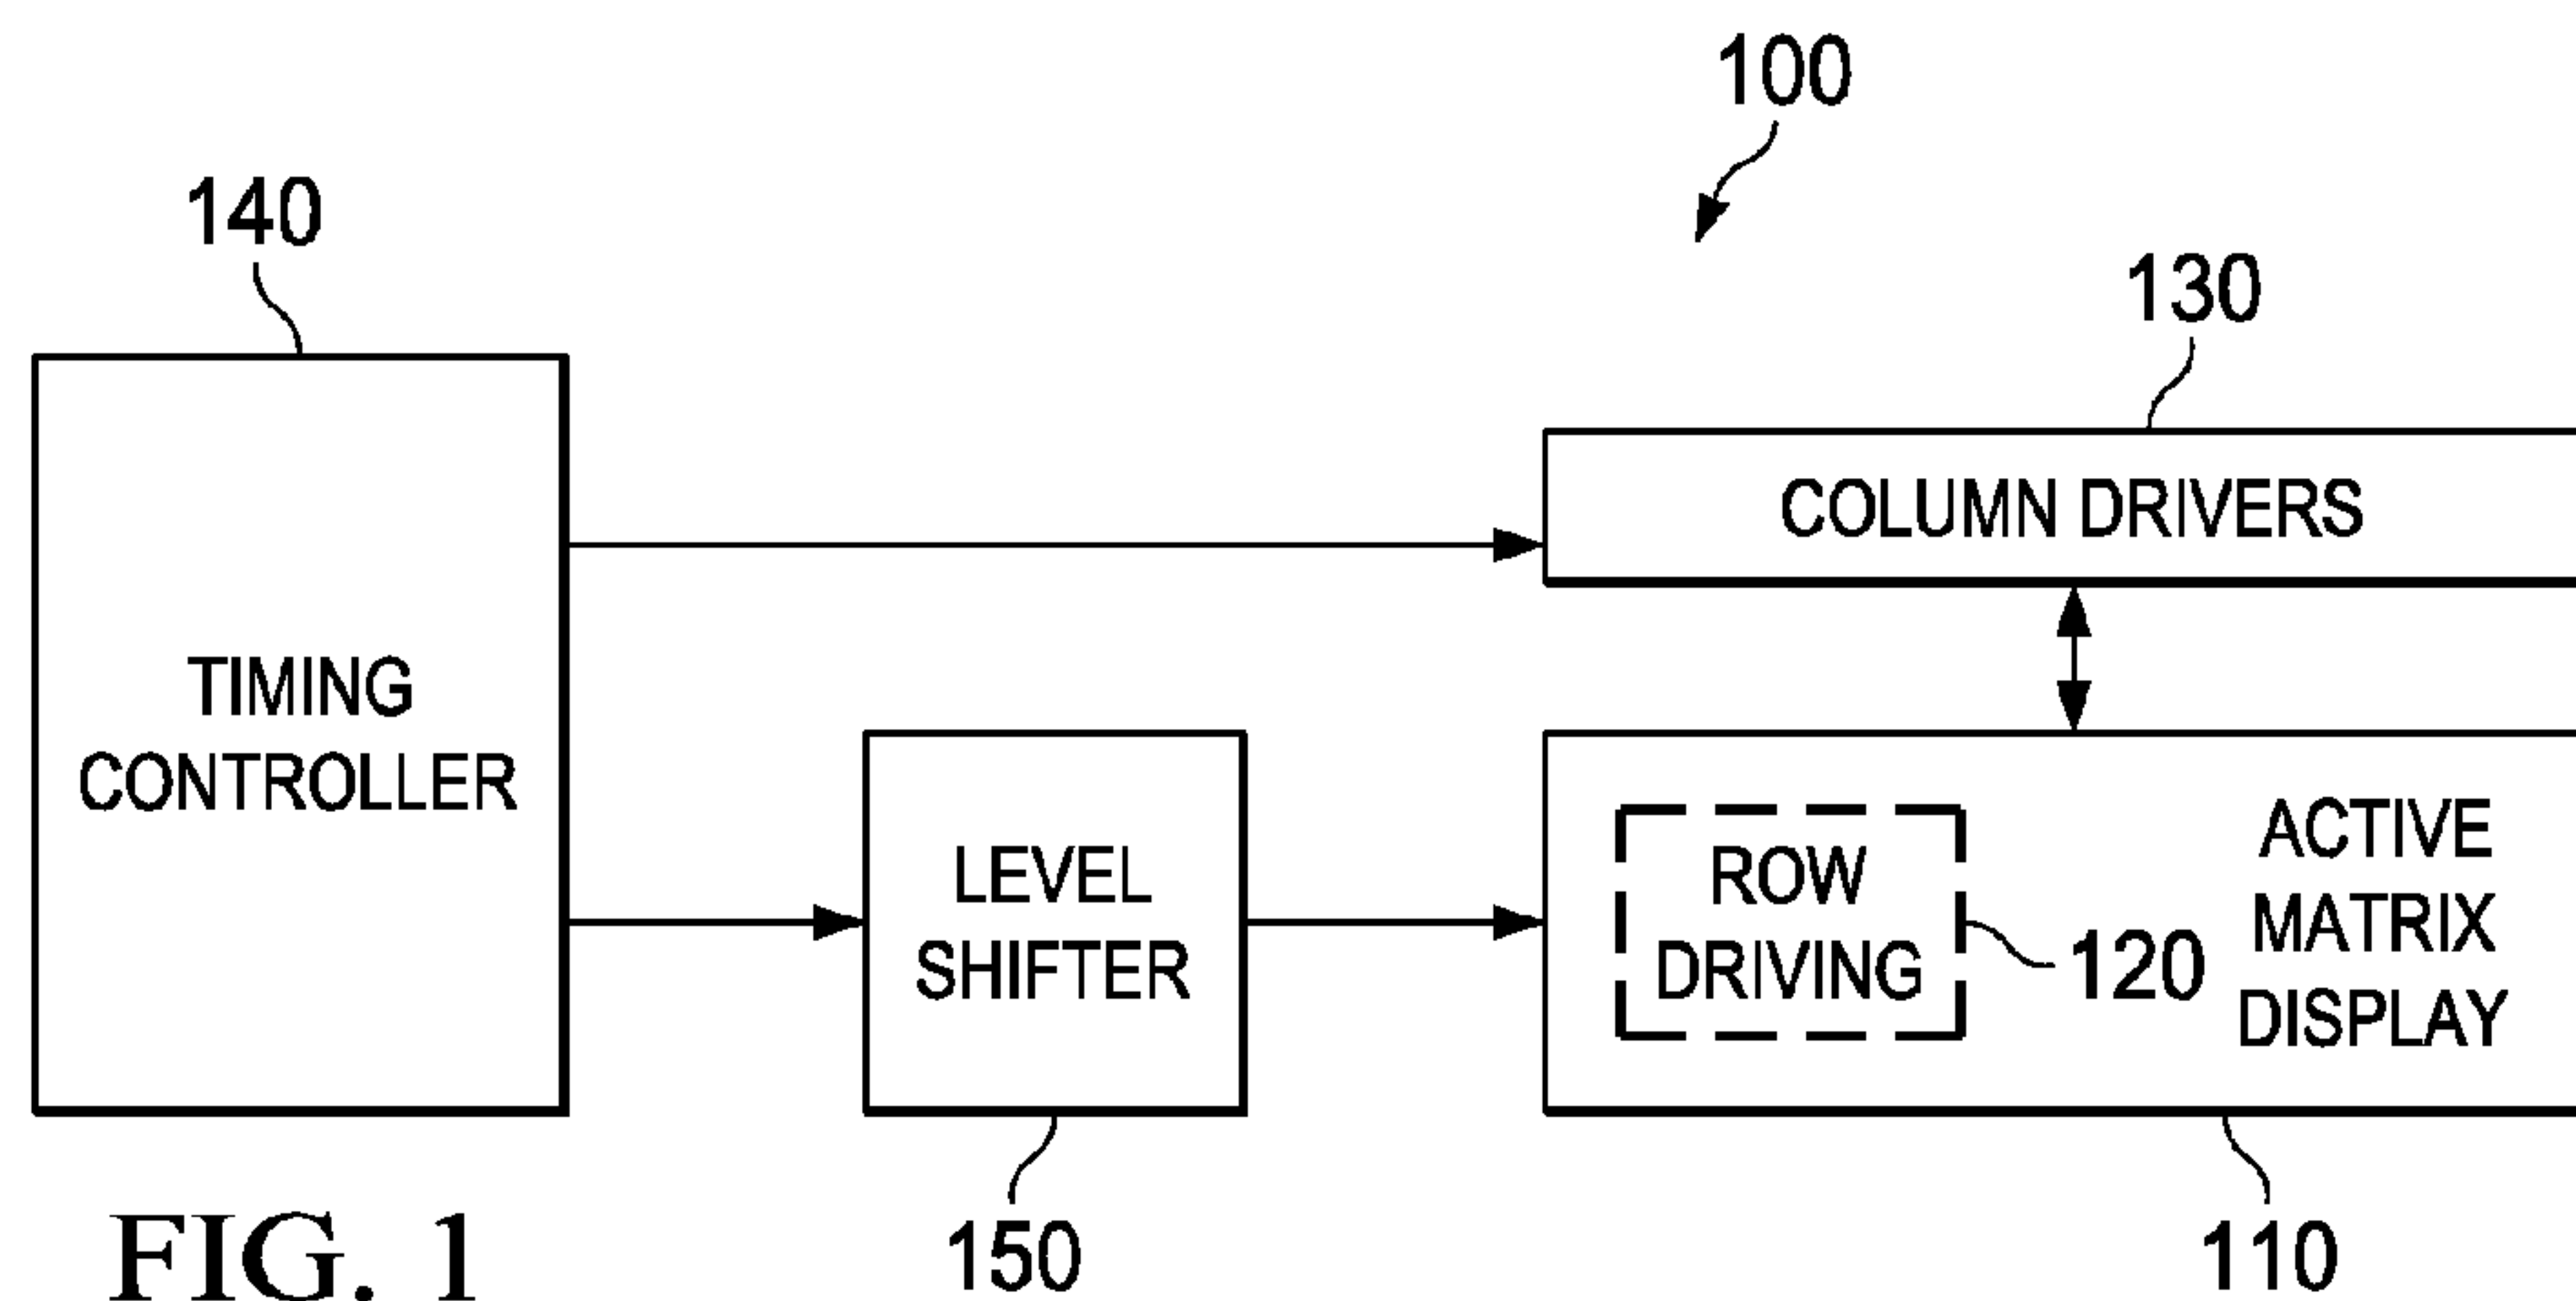 100
140
130
COLUMN DRIVERS
TIMING
CONTROLLER
LEVEL
SHIFTER
ROW
DRIVING
120
ACTIVE
MATRIX
DISPLAY
150
110
FIG. 1